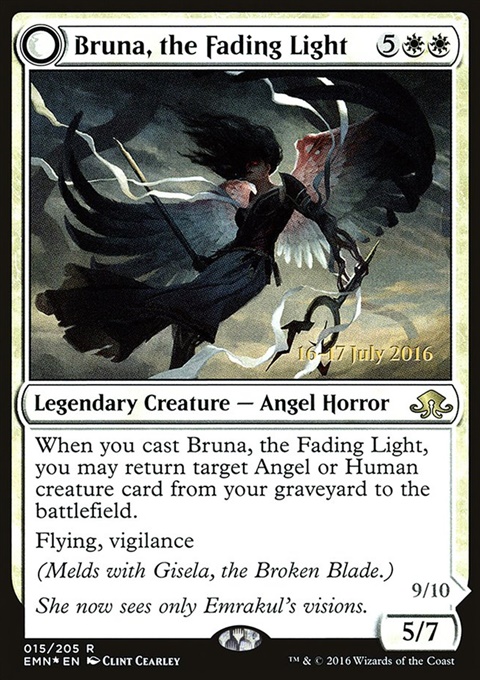 Bruna, the Fading Light 5
16–17 July 2016
Legendary Creature — Angel Horror
When you cast Bruna, the Fading Light,
you may return target Angel or Human
creature card from your graveyard to the
battlefield.
Flying, vigilance
(Melds with Gisela, the Broken Blade.)
9/10
She now sees only Emrakul's visions.
5/7
015/205 R
EMN★EN Clint Cearley
™ & © 2016 Wizards of the Coast